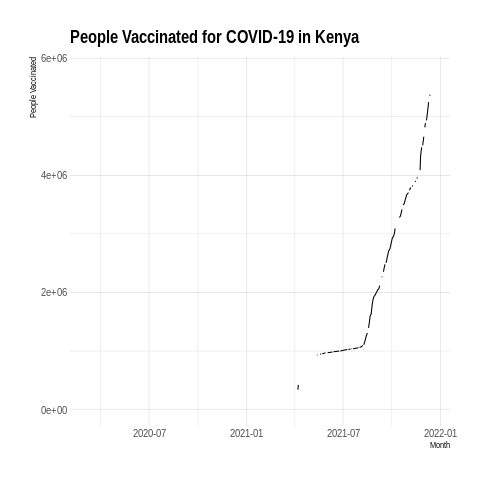 People Vaccinated for COVID-19 in Kenya
People Vaccinated
6e+06
4e+06
2e+06
0e+00
2020-07
2021-01
2021-07
2022-01
Month